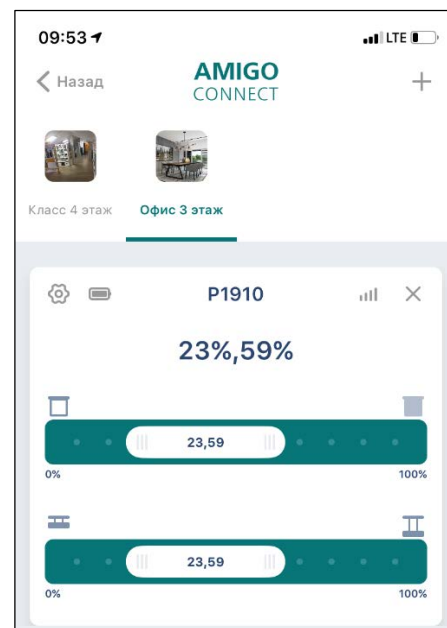 09:53 LTE
Назад AMIGO +
CONNECT
Класс 4 этаж Офис 3 этаж
P1910
23%,59%
23,59
0% 100%
23,59
0% 100%